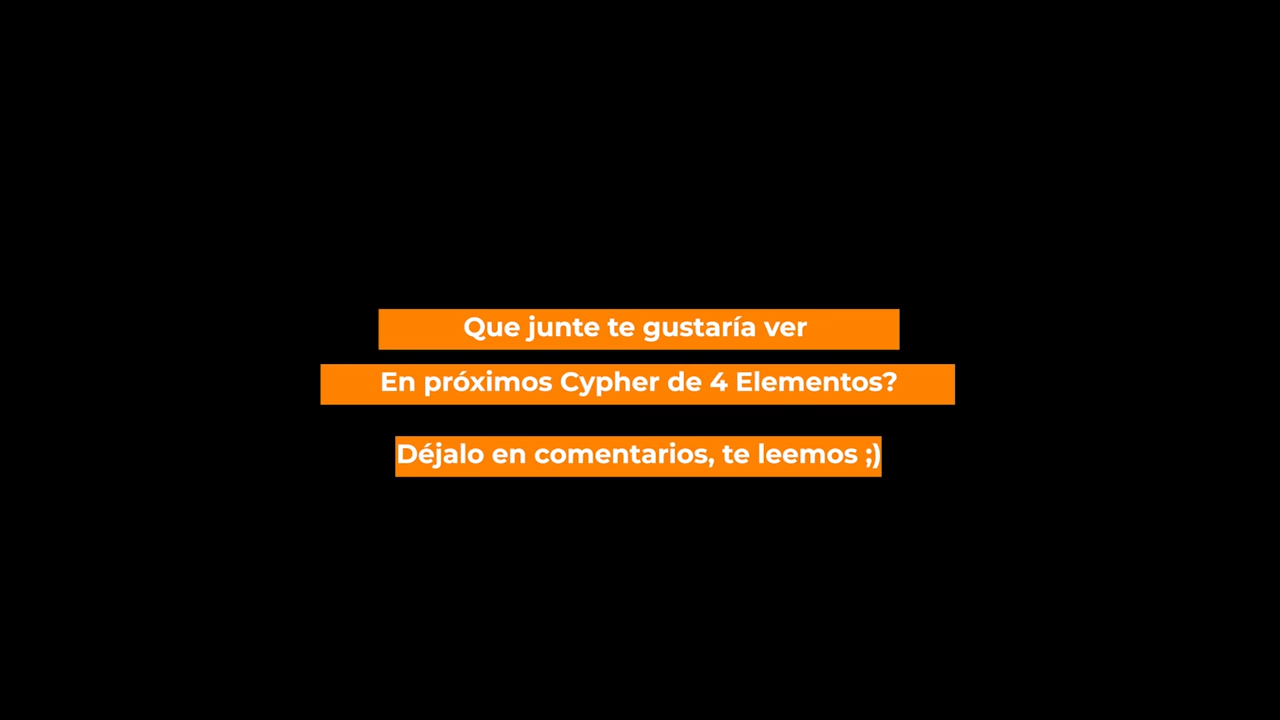 Que junte te gustaría ver
En próximos Cypher de 4 Elementos?
Déjalo en comentarios, te leemos ;)